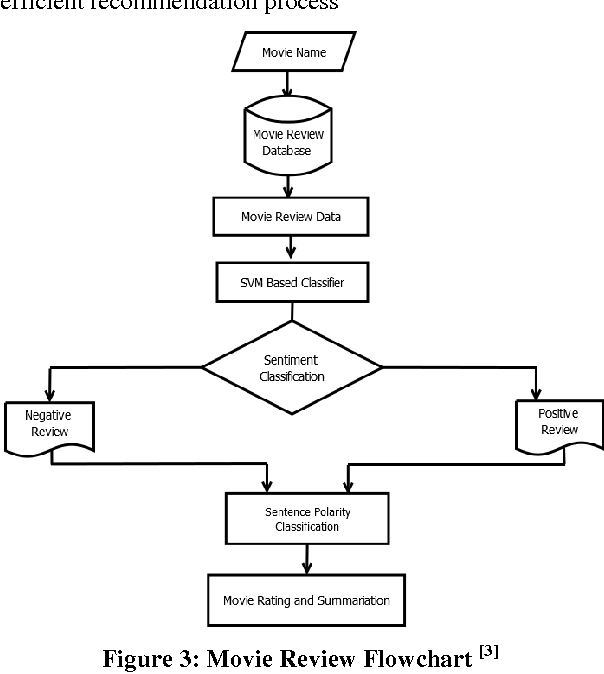 efficient recommendation process
Movie Name
Movie Review
Database
Movie Review Data
SVM Based Classifier
Sentiment
Classification
Negative
Review
Positive
Review
Sentence Polarity
Classification
Movie Rating and Summariation
Figure 3: Movie Review Flowchart [3]